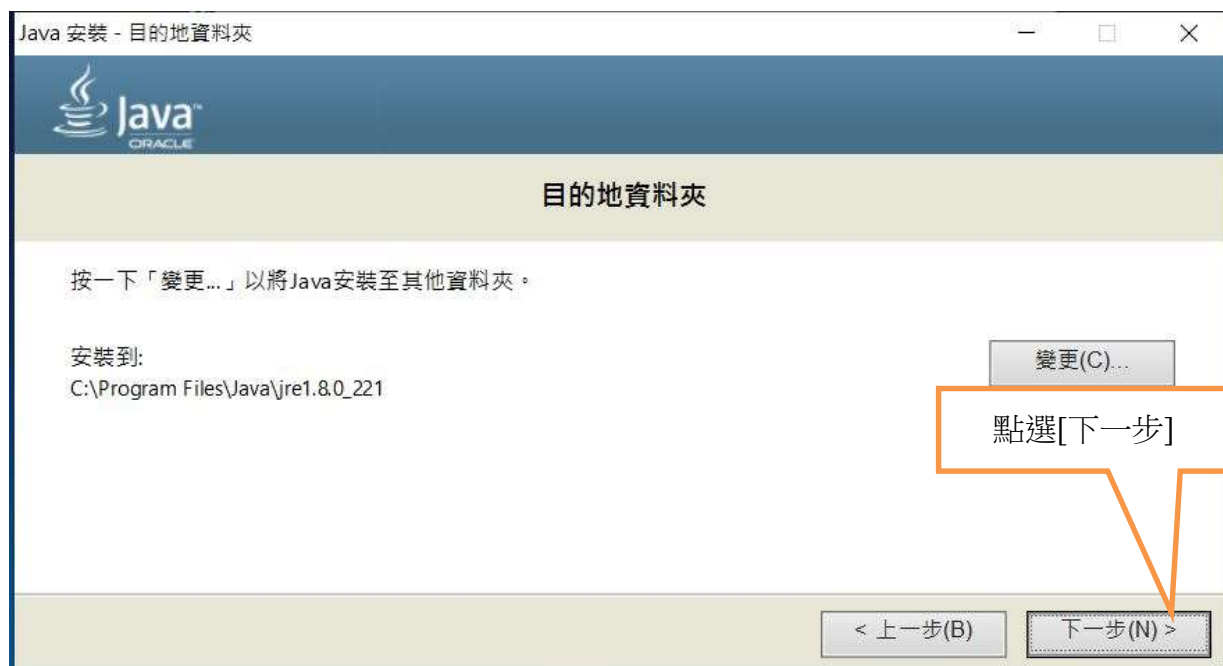 Java 安裝 - 目的地資料夾
Java™
ORACLE
目的地資料夾
按一下「變更...」以將Java安裝至其他資料夾。
安裝到:
變更(C)...
C:\Program Files\Java\jre1.8.0_221
點選[下一步]
< 上一步(B)
下一步(N) >